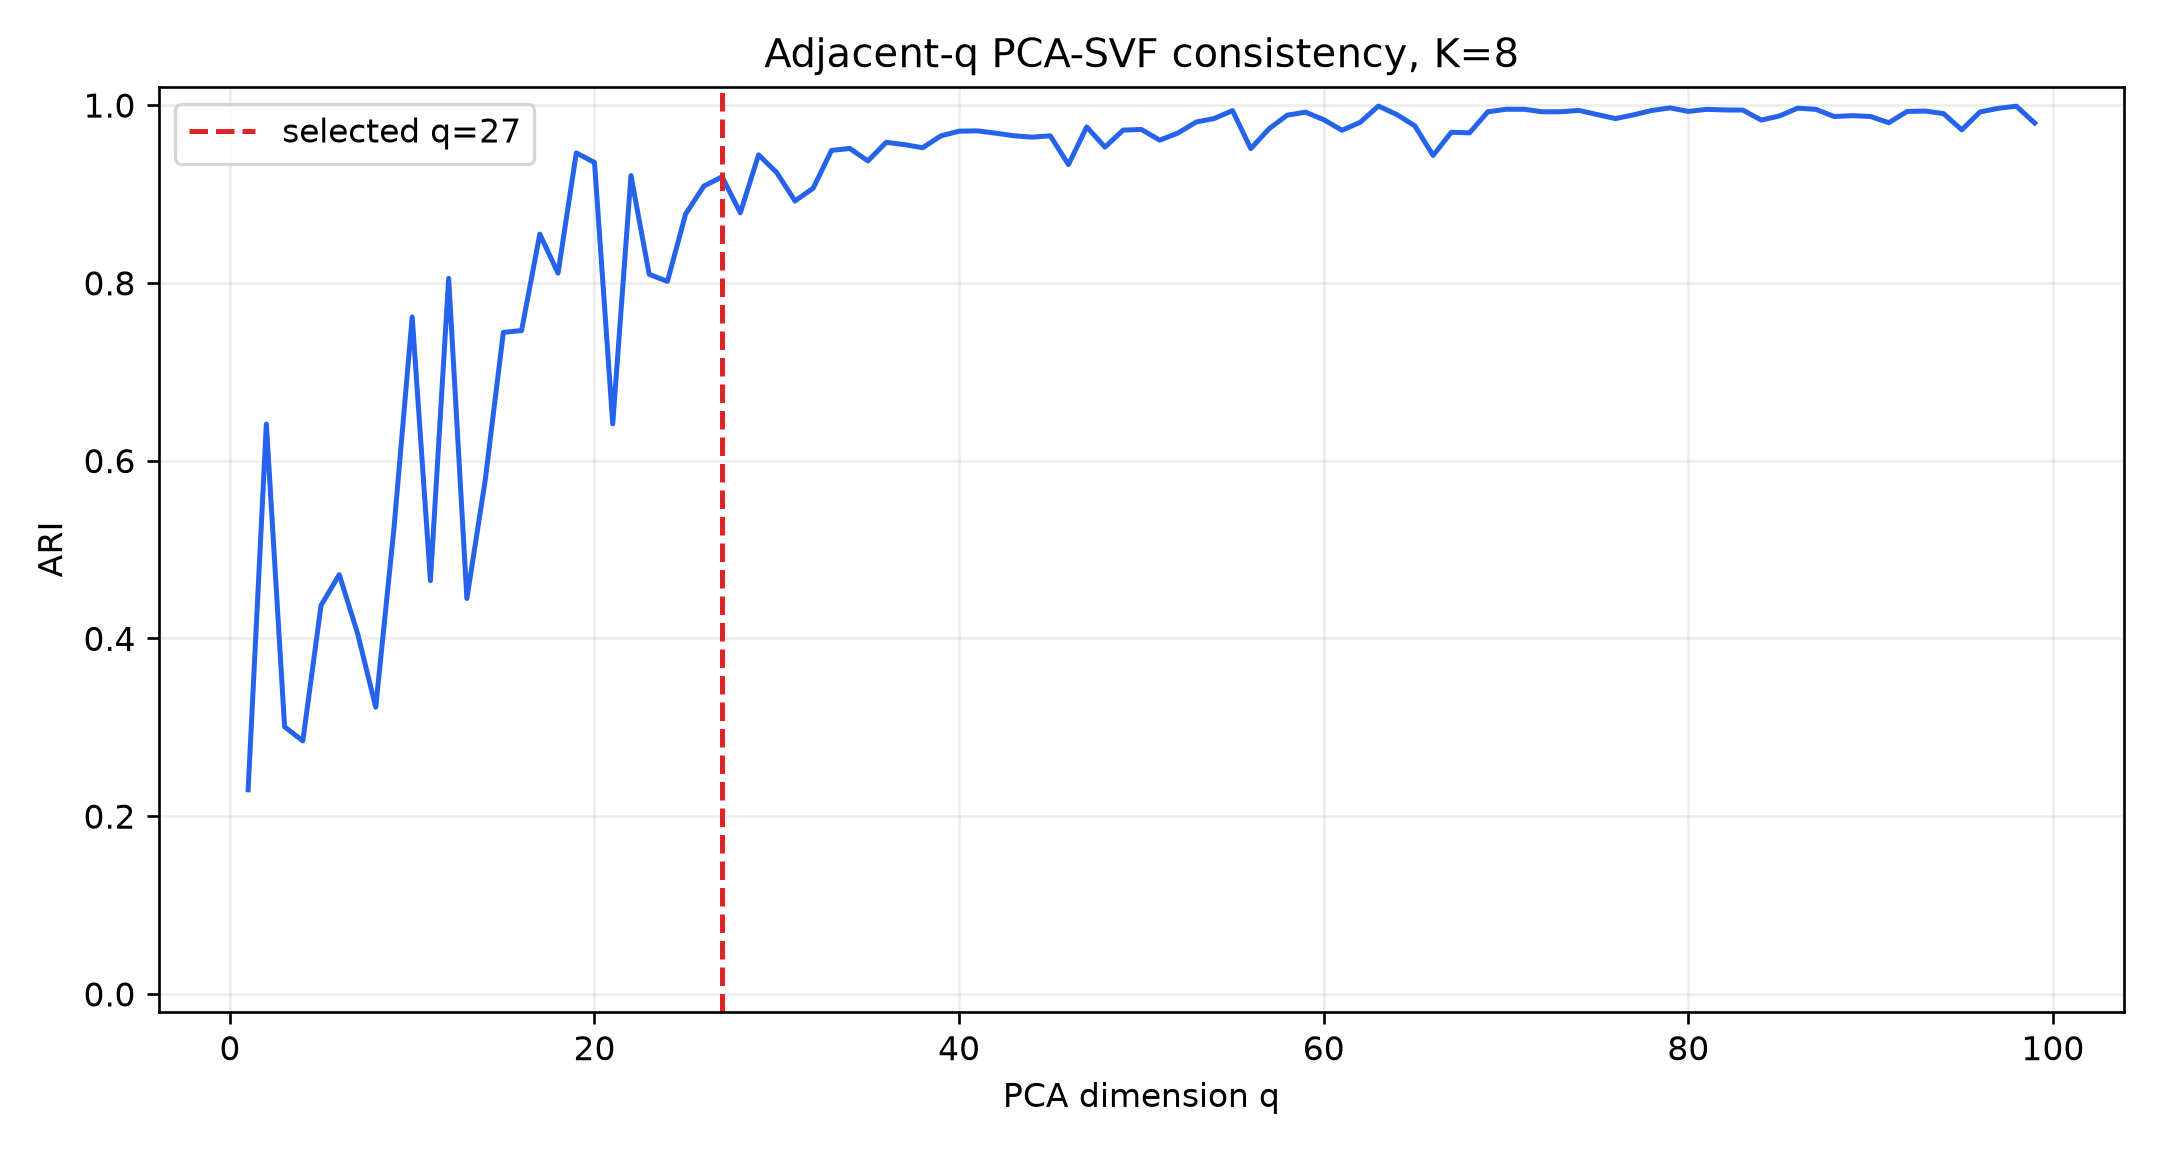 Adjacent-q PCA-SVF consistency, K=8
selected q=27
ARI
1.0
0.8
0.6
0.4
0.2
0.0
0 20 40 60 80 100
PCA dimension q